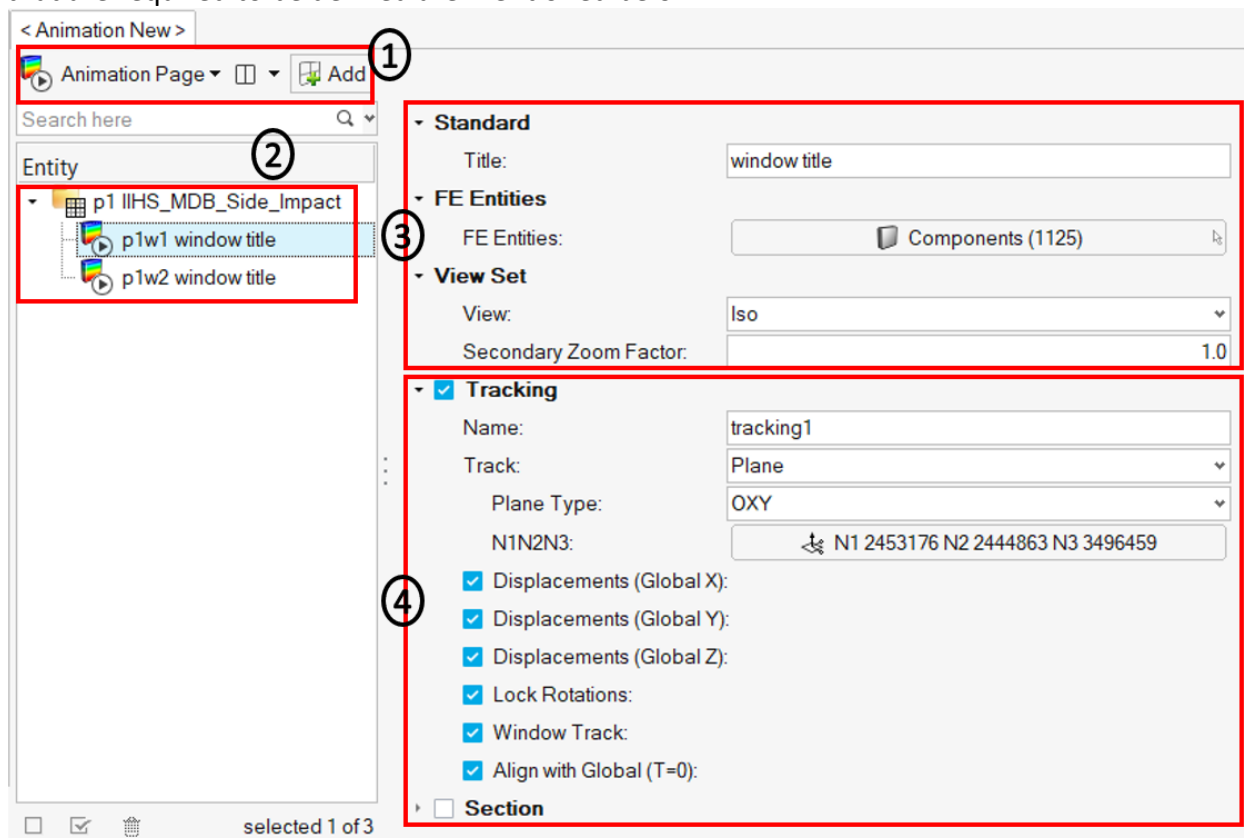 < Animation New >
1
Animation Page Add
Search here
2
Entity
p1 IIHS_MDB_Side_Impact
p1w1 window title
p1w2 window title
selected 1 of 3
3
Standard
Title: window title
FE Entities
FE Entities: Components (1125)
View Set
View: Iso
Secondary Zoom Factor: 1.0
4
Tracking
Name: tracking1
Track: Plane
Plane Type: OXY
N1N2N3: N1 2453176 N2 2444863 N3 3496459
Displacements (Global X):
Displacements (Global Y):
Displacements (Global Z):
Lock Rotations:
Window Track:
Align with Global (T=0):
Section